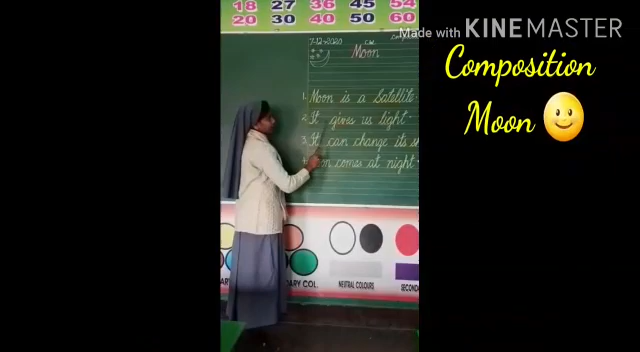 18 27 36 45 54
20 30 40 50 60
Made with KINEMASTER
Composition
Moon
7-12-2020
C.W.
Moon
1. Moon is a Satellite.
2. It gives us light.
3. It can change its
comes at night.
NEUTRAL COLOURS